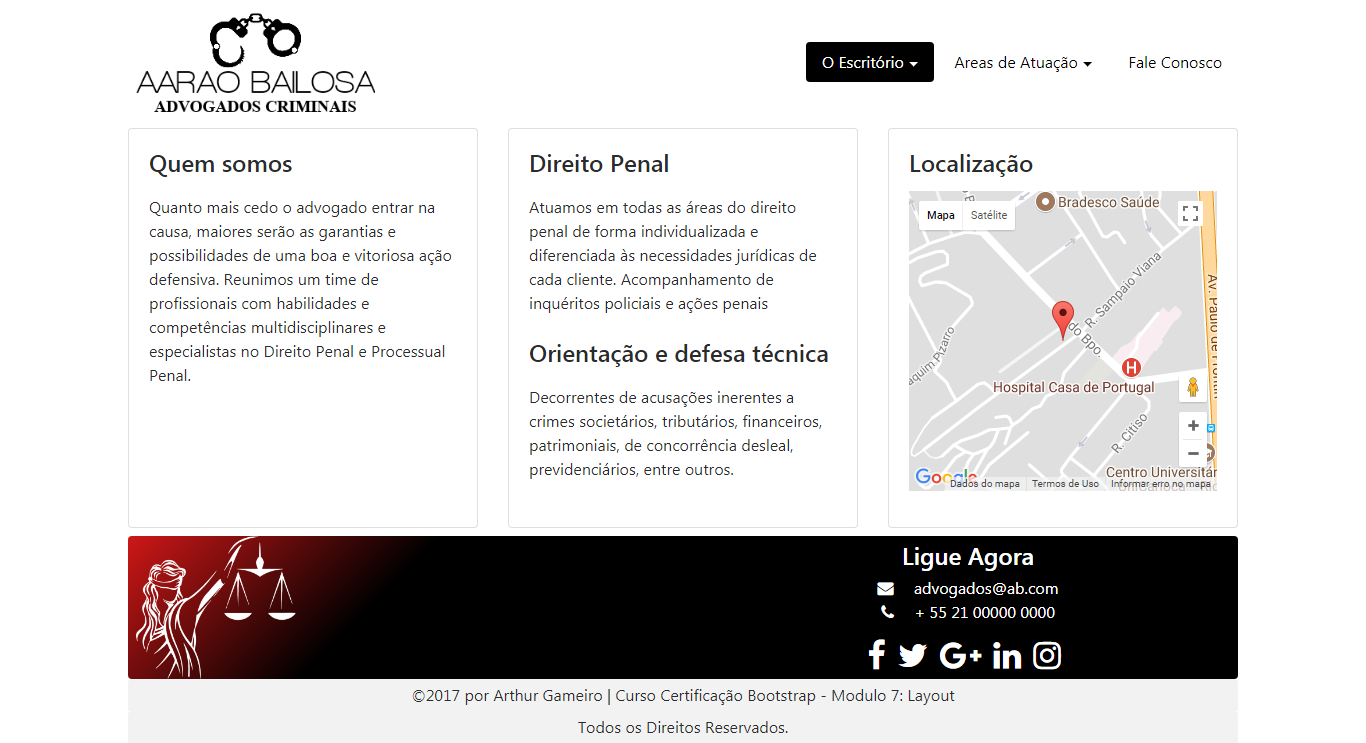 AARAO BAILOSA
ADVOGADOS CRIMINAIS
O Escritório
Areas de Atuação
Fale Conosco
Quem somos
Quanto mais cedo o advogado entrar na
causa, maiores serão as garantias e
possibilidades de uma boa e vitoriosa ação
defensiva. Reunimos um time de
profissionais com habilidades e
competências multidisciplinares e
especialistas no Direito Penal e Processual
Penal.
Direito Penal
Atuamos em todas as áreas do direito
penal de forma individualizada e
diferenciada às necessidades jurídicas de
cada cliente. Acompanhamento de
inquéritos policiais e ações penais
Orientação e defesa técnica
Decorrentes de acusações inerentes a
crimes societários, tributários, financeiros,
patrimoniais, de concorrência desleal,
previdenciários, entre outros.
Localização
Mapa
Satélite
Bradesco Saúde
R. Sampaio Viana
Av. Paulo de Frontin
do Bpo.
aquim Pizarro
H
Hospital Casa de Portugal
R. Citiso
+
−
Centro Universitár
Google
Dados do mapa
Termos de Uso
Informar erro no mapa
Ligue Agora
advogados@ab.com
+ 55 21 00000 0000
©2017 por Arthur Gameiro | Curso Certificação Bootstrap - Modulo 7: Layout
Todos os Direitos Reservados.